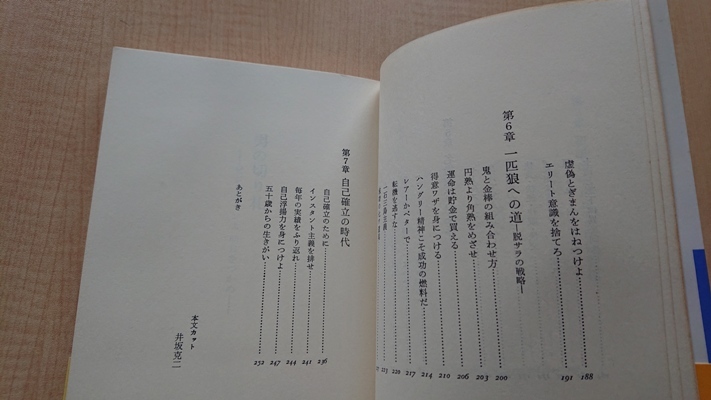 虚偽とぎまんをはねつけよ 188
エリート意識を捨てろ 191
第6章 一匹狼への道―脱サラの戦略―
鬼と金棒の組み合わせ方 200
円熟より角熟をめざせ 203
運命は貯金で買える 206
得意ワザを身につける 210
ハングリー精神こそ成功の燃料だ 214
レアーかベターで 217
転機を逃すな 220
223
第7章 自己確立の時代
自己確立のために 236
インスタント主義を排せ 241
毎年の実績をふり返れ 244
自己浮揚力を身につけよ 247
五十歳からの生きがい 252
あとがき
本文カット
井坂克二